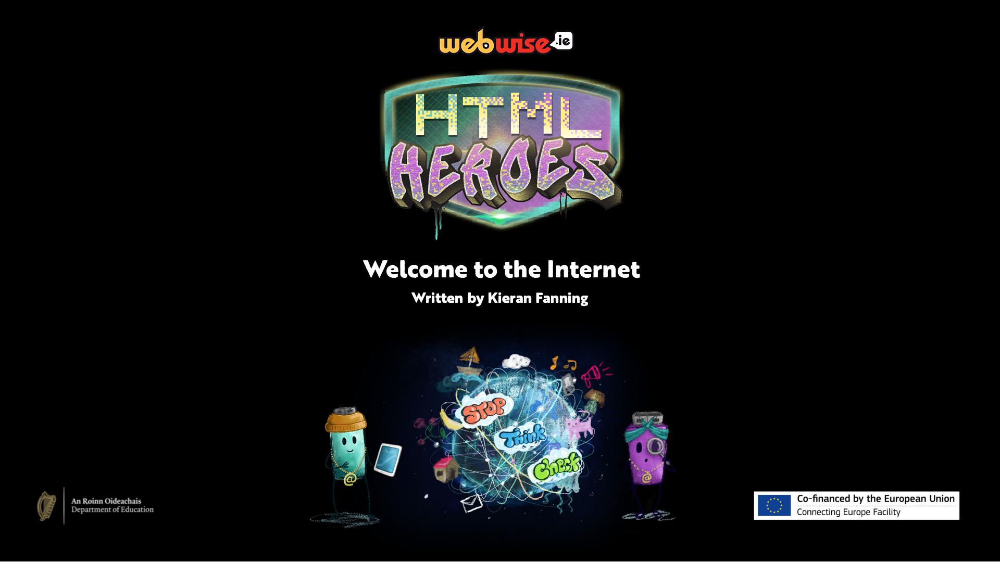 webwise.ie
HTML
HEROES
Welcome to the Internet
Written by Kieran Fanning
STOP
Think
Check
@
@
An Roinn Oideachais
Department of Education
Co-financed by the European Union
Connecting Europe Facility